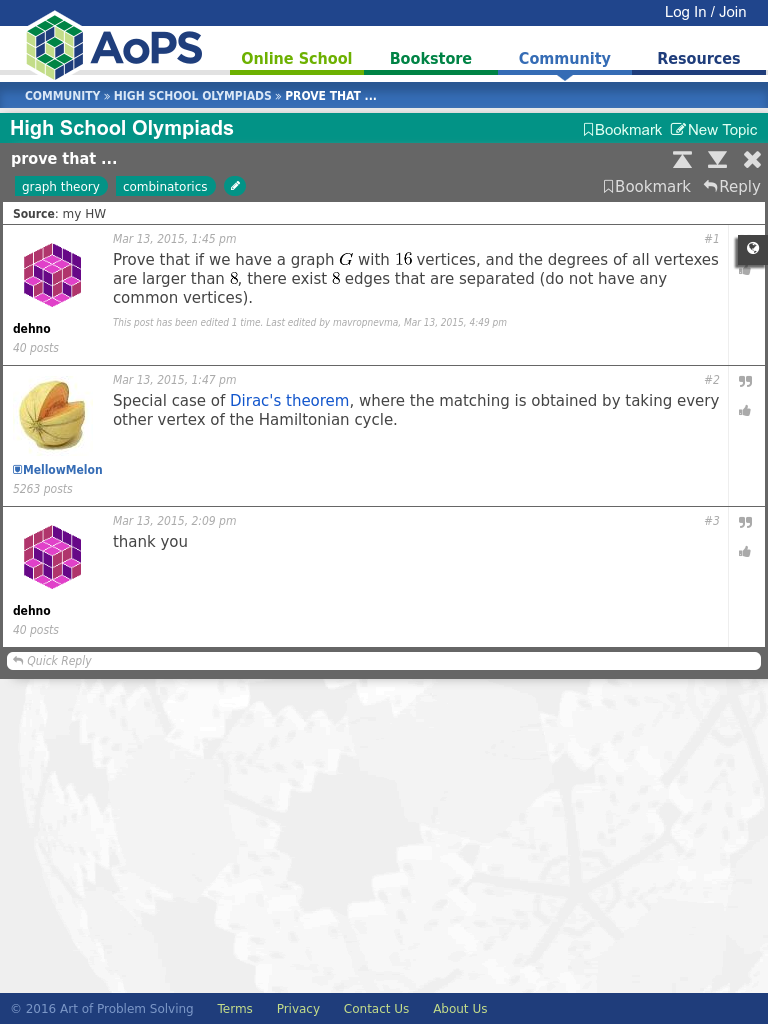 Log In / Join
AoPS
Online School
Bookstore
Community
Resources
COMMUNITY » HIGH SCHOOL OLYMPIADS » PROVE THAT ...
High School Olympiads
Bookmark
New Topic
prove that ...
graph theory
combinatorics
Bookmark
Reply
Source: my HW
Mar 13, 2015, 1:45 pm
#1
Prove that if we have a graph G with 16 vertices, and the degrees of all vertexes
are larger than 8, there exist 8 edges that are separated (do not have any
common vertices).
This post has been edited 1 time. Last edited by mavropnevma, Mar 13, 2015, 4:49 pm
dehno
40 posts
Mar 13, 2015, 1:47 pm
#2
Special case of Dirac's theorem, where the matching is obtained by taking every
other vertex of the Hamiltonian cycle.
MellowMelon
5263 posts
Mar 13, 2015, 2:09 pm
#3
thank you
dehno
40 posts
Quick Reply
© 2016 Art of Problem Solving
Terms
Privacy
Contact Us
About Us